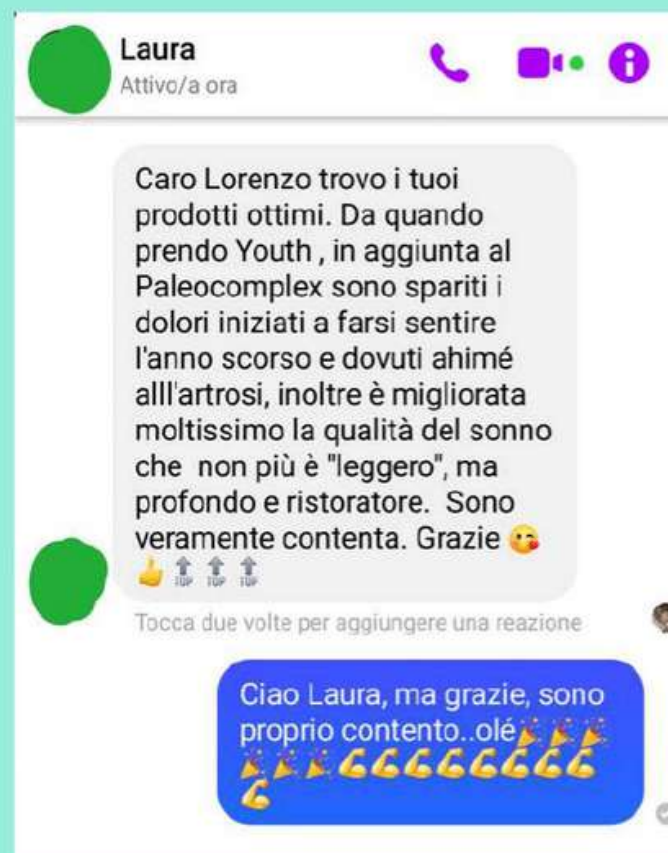 Laura
Attivo/a ora
Caro Lorenzo trovo i tuoi
prodotti ottimi. Da quando
prendo Youth , in aggiunta al
Paleocomplex sono spariti i
dolori iniziati a farsi sentire
l'anno scorso e dovuti ahimé
alll'artrosi, inoltre è migliorata
moltissimo la qualità del sonno
che  non più è "leggero", ma
profondo e ristoratore.  Sono
veramente contenta. Grazie 😘
👍🔝🔝🔝
Tocca due volte per aggiungere una reazione
Ciao Laura, ma grazie, sono
proprio contento..olé🎉🎉🎉
🎉🎉🎉💪💪💪💪💪💪💪💪
💪